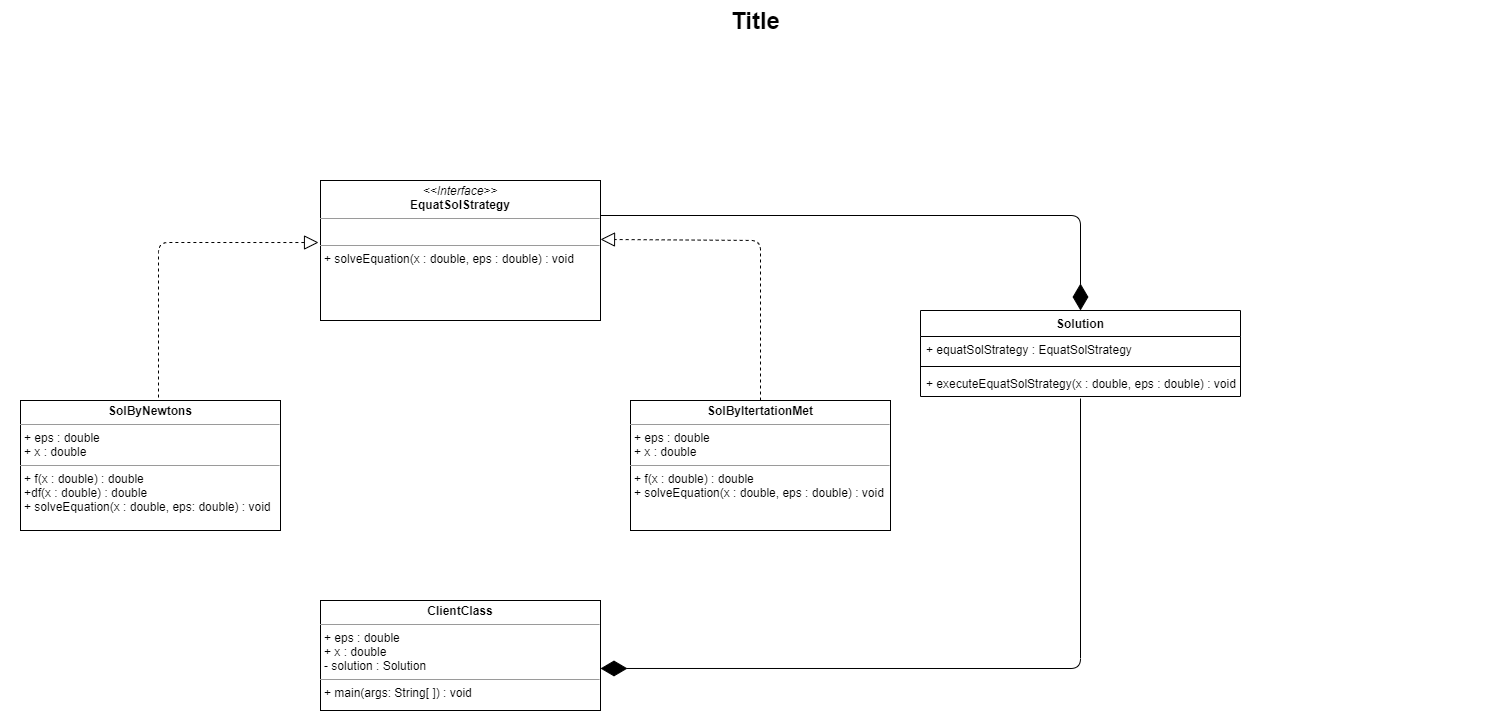 Title
<<Interface>>
EquatSolStrategy
+ solveEquation(x : double, eps : double) : void
Solution
+ equatSolStrategy : EquatSolStrategy
+ executeEquatSolStrategy(x : double, eps : double) : void
SolByNewtons
+ eps : double
+ x : double
+ f(x : double) : double
+df(x : double) : double
+ solveEquation(x : double, eps: double) : void
SolByItertationMet
+ eps : double
+ x : double
+ f(x : double) : double
+ solveEquation(x : double, eps : double) : void
ClientClass
+ eps : double
+ x : double
- solution : Solution
+ main(args: String[ ]) : void